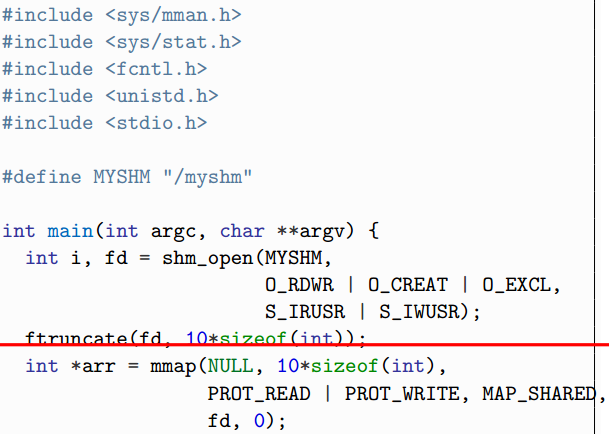 #include <sys/mman.h>
#include <sys/stat.h>
#include <fcntl.h>
#include <unistd.h>
#include <stdio.h>
#define MYSHM "/myshm"
int main(int argc, char **argv) {
int i, fd = shm_open(MYSHM,
O_RDWR | O_CREAT | O_EXCL,
S_IRUSR | S_IWUSR);
ftruncate(fd, 10*sizeof(int));
int *arr = mmap(NULL, 10*sizeof(int),
PROT_READ | PROT_WRITE, MAP_SHARED,
fd, 0);